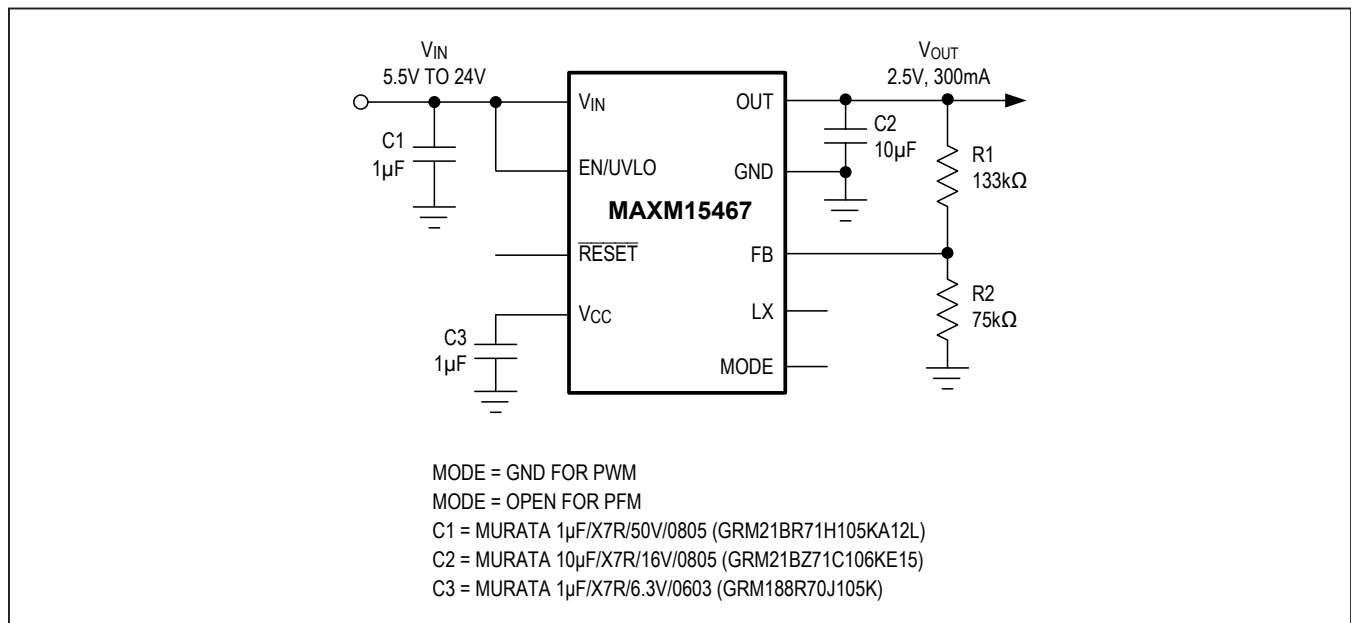 VIN
5.5V TO 24V
VOUT
2.5V, 300mA
VIN
OUT
C1
1µF
C2
10µF
R1
133kΩ
EN/UVLO
GND
MAXM15467
RESET
FB
R2
75kΩ
VCC
LX
C3
1µF
MODE
MODE = GND FOR PWM
MODE = OPEN FOR PFM
C1 = MURATA 1µF/X7R/50V/0805 (GRM21BR71H105KA12L)
C2 = MURATA 10µF/X7R/16V/0805 (GRM21BZ71C106KE15)
C3 = MURATA 1µF/X7R/6.3V/0603 (GRM188R70J105K)